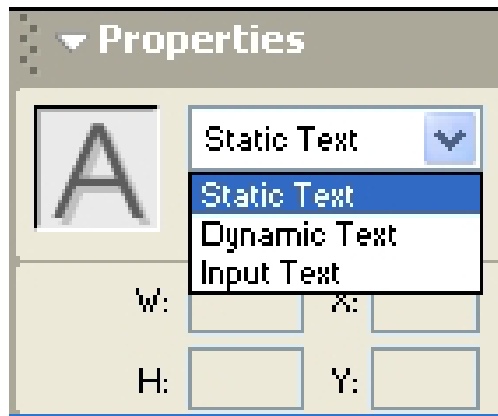 Properties
A
Static Text
Static Text
Dynamic Text
Input Text
W: X:
H: Y: